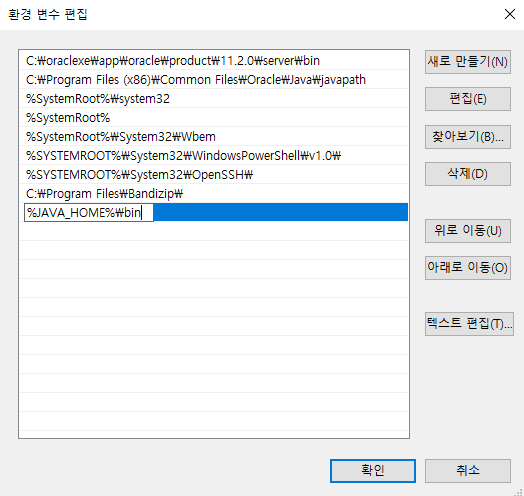 환경 변수 편집
C:₩oraclexe₩app₩oracle₩product₩11.2.0₩server₩bin
C:₩Program Files (x86)₩Common Files₩Oracle₩Java₩javapath
%SystemRoot%₩system32
%SystemRoot%
%SystemRoot%₩System32₩Wbem
%SYSTEMROOT%₩System32₩WindowsPowerShell₩v1.0₩
%SYSTEMROOT%₩System32₩OpenSSH₩
C:₩Program Files₩Bandizip₩
%JAVA_HOME%₩bin
새로 만들기(N)
편집(E)
찾아보기(B)...
삭제(D)
위로 이동(U)
아래로 이동(O)
텍스트 편집(T)...
확인
취소